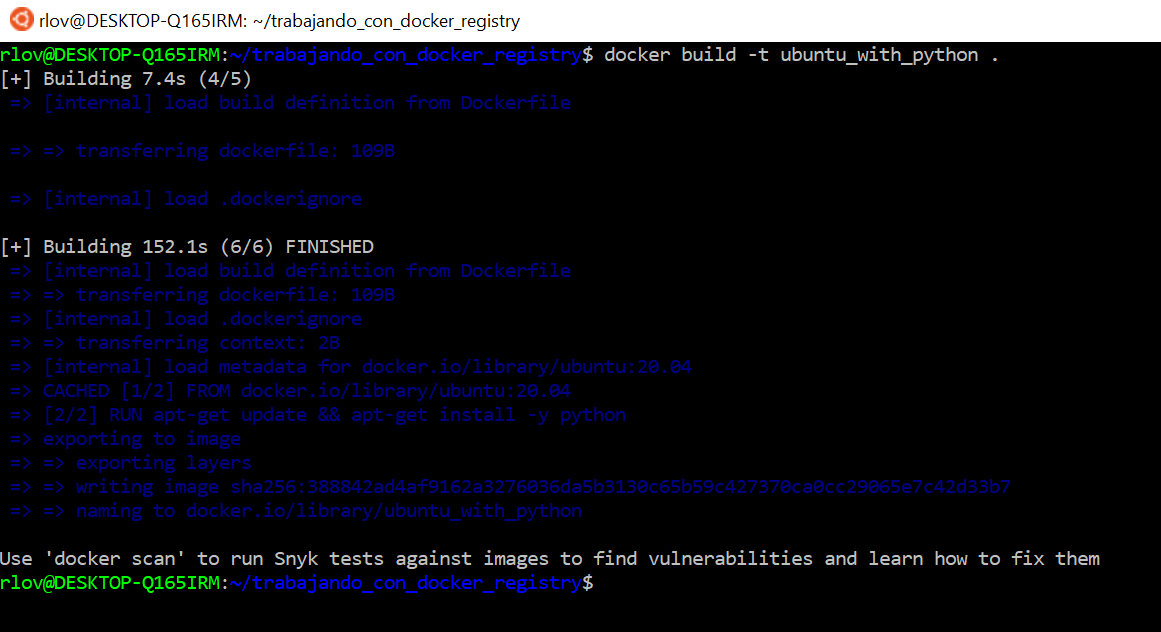 rlov@DESKTOP-Q165IRM: ~/trabajando_con_docker_registry
rlov@DESKTOP-Q165IRM:~/trabajando_con_docker_registry$ docker build -t ubuntu_with_python .
[+] Building 7.4s (4/5)
=> [internal] load build definition from Dockerfile
=> => transferring dockerfile: 109B
=> [internal] load .dockerignore
[+] Building 152.1s (6/6) FINISHED
=> [internal] load build definition from Dockerfile
=> => transferring dockerfile: 109B
=> [internal] load .dockerignore
=> => transferring context: 2B
=> [internal] load metadata for docker.io/library/ubuntu:20.04
=> CACHED [1/2] FROM docker.io/library/ubuntu:20.04
=> [2/2] RUN apt-get update && apt-get install -y python
=> exporting to image
=> => exporting layers
=> => writing image sha256:388842ad4af9162a3276036da5b3130c65b59c427370ca0cc29065e7c42d33b7
=> => naming to docker.io/library/ubuntu_with_python
Use 'docker scan' to run Snyk tests against images to find vulnerabilities and learn how to fix them
rlov@DESKTOP-Q165IRM:~/trabajando_con_docker_registry$